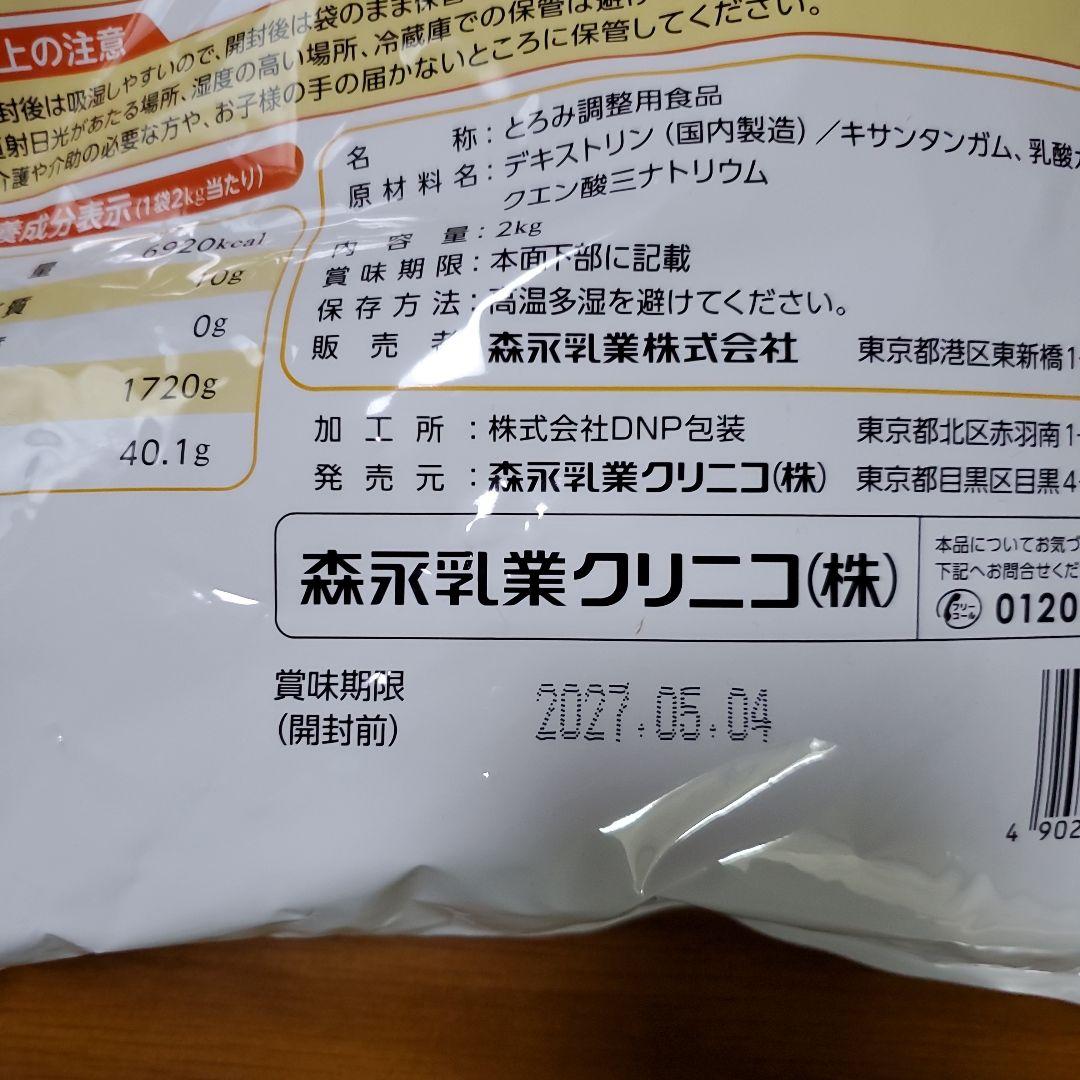 上の注意
封後は吸湿しやすいので、開封後は袋のまま保管
直射日光があたる場所、湿度の高い場所、冷蔵庫での保管は避け
介護や介助の必要な方や、お子様の手の届かないところに保管してください。
養成分表示(1袋2kg当たり)
量 6920kcal
質 10g
0g
1720g
40.1g
名称：とろみ調整用食品
原材料名：デキストリン(国内製造)／キサンタンガム、乳酸
クエン酸三ナトリウム
内容量：2kg
賞味期限：本面下部に記載
保存方法：高温多湿を避けてください。
販売者：森永乳業株式会社 東京都港区東新橋1-
加工所：株式会社DNP包装 東京都北区赤羽南1-
発売元：森永乳業クリニコ(株) 東京都目黒区目黒4-
森永乳業クリニコ(株)
本品についてお気づ
下記へお問合せくだ
フリーコール 0120
賞味期限
(開封前)
2027.05.04
4 902